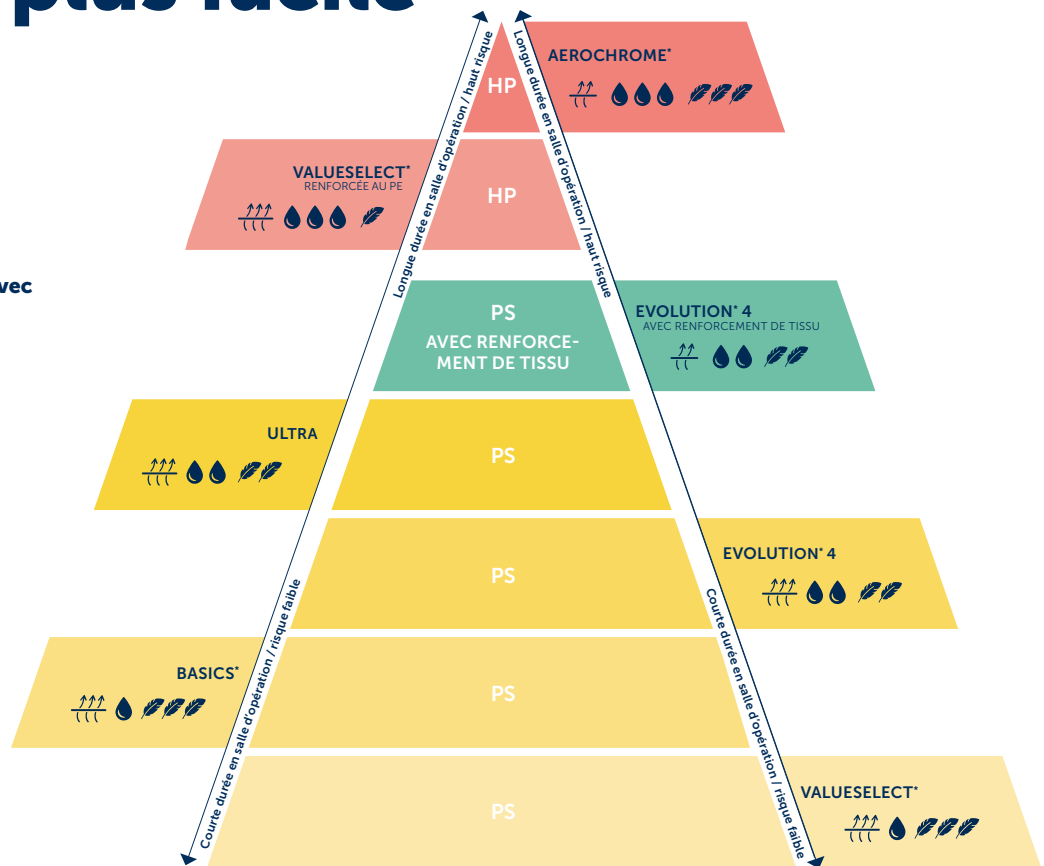 plus facile
Longue durée en salle d'opération / haut risque
Longue durée en salle d'opération / haut risque
HP
AEROCHROME*
VALUESELECT*
RENFORCÉE AU PE
HP
vec
PS
AVEC RENFORCE-
MENT DE TISSU
EVOLUTION* 4
AVEC RENFORCEMENT DE TISSU
ULTRA
PS
EVOLUTION* 4
PS
Courte durée en salle d'opération / risque faible
Courte durée en salle d'opération / risque faible
BASICS*
PS
VALUESELECT*
PS